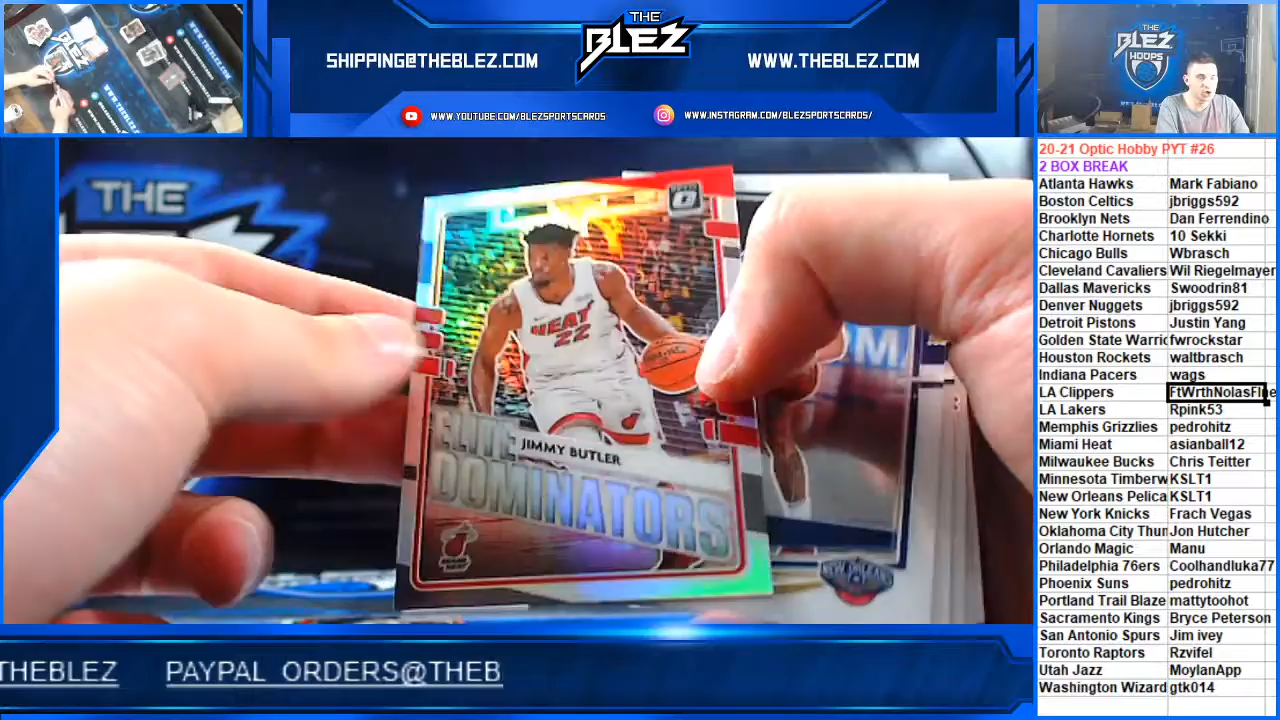 THE
BLEZ
SHIPPING@THEBLEZ.COM
WWW.THEBLEZ.COM
WWW.YOUTUBE.COM/BLEZSPORTSCARDS
WWW.INSTAGRAM.COM/BLEZSPORTSCARDS/
THE
BLEZ
HOOPS
THE
HEAT
22
ELITE
JIMMY BUTLER
DOMINATORS
NEW ORLEANS
20-21 Optic Hobby PYT #26
2 BOX BREAK
Atlanta Hawks Mark Fabiano
Boston Celtics jbriggs592
Brooklyn Nets Dan Ferrendino
Charlotte Hornets 10 Sekki
Chicago Bulls Wbrasch
Cleveland Cavaliers Wil Riegelmayer
Dallas Mavericks Swoodrin81
Denver Nuggets jbriggs592
Detroit Pistons Justin Yang
Golden State Warric fwrockstar
Houston Rockets waltbrasch
Indiana Pacers wags
LA Clippers FtWrthNolasFIne
LA Lakers Rpink53
Memphis Grizzlies pedrohitz
Miami Heat asianball12
Milwaukee Bucks Chris Teitter
Minnesota Timberw KSLT1
New Orleans Pelica KSLT1
New York Knicks Frach Vegas
Oklahoma City Thun Jon Hutcher
Orlando Magic Manu
Philadelphia 76ers Coolhandluka77
Phoenix Suns pedrohitz
Portland Trail Blaze mattytoohot
Sacramento Kings Bryce Peterson
San Antonio Spurs Jim ivey
Toronto Raptors Rzvifel
Utah Jazz MoylanApp
Washington Wizard gtk014
THEBLEZ PAYPAL ORDERS@THEB